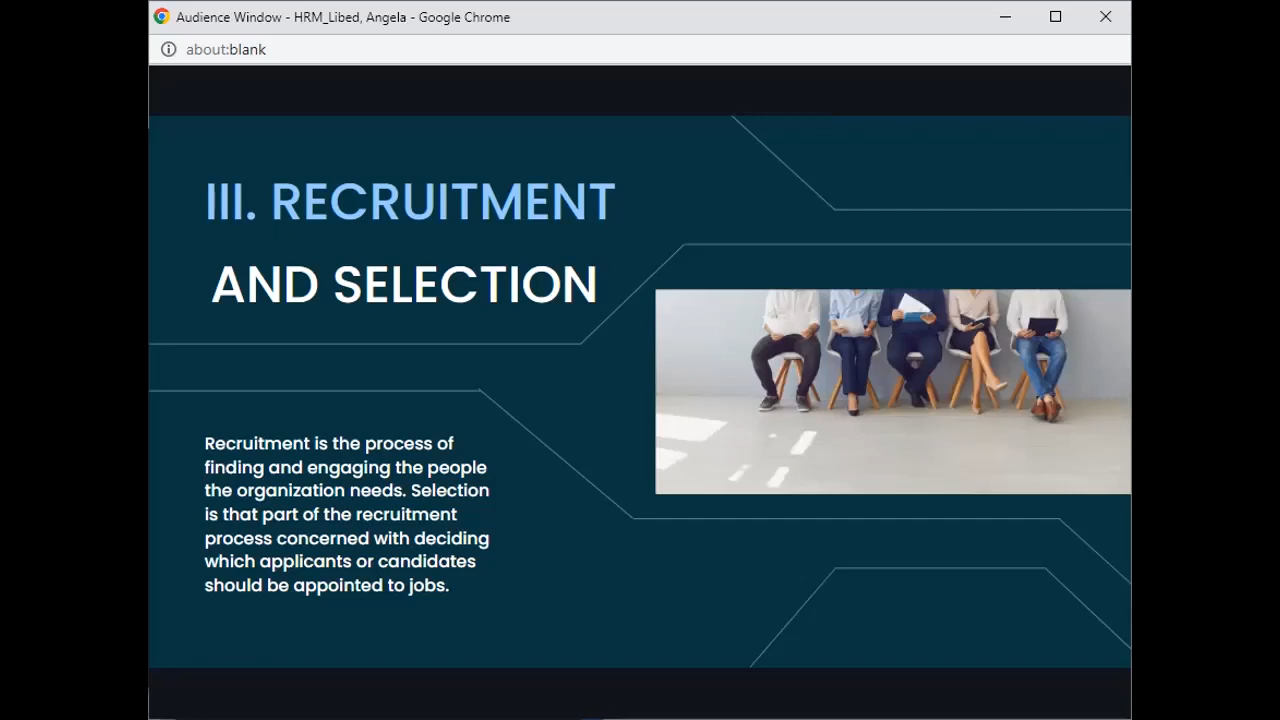 Audience Window - HRM_Libed, Angela - Google Chrome
about:blank
III. RECRUITMENT
AND SELECTION
Recruitment is the process of
finding and engaging the people
the organization needs. Selection
is that part of the recruitment
process concerned with deciding
which applicants or candidates
should be appointed to jobs.